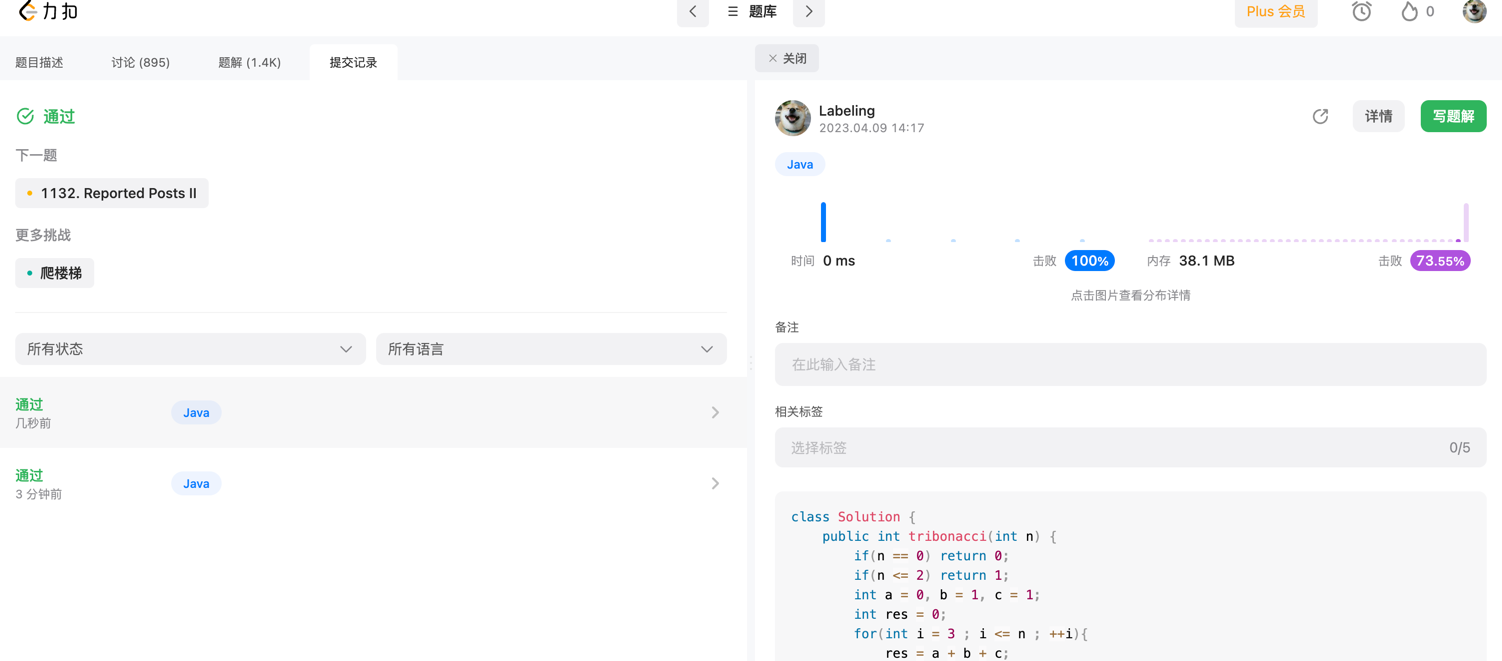 力扣
题库
Plus 会员
0
题目描述
讨论 (895)
题解 (1.4K)
提交记录
通过
下一题
1132. Reported Posts II
更多挑战
爬楼梯
所有状态
所有语言
通过
几秒前
Java
通过
3 分钟前
Java
关闭
Labeling
2023.04.09 14:17
详情
写题解
Java
时间 0 ms
击败 100%
内存 38.1 MB
击败 73.55%
点击图片查看分布详情
备注
在此输入备注
相关标签
选择标签
0/5
class Solution {
    public int tribonacci(int n) {
        if(n == 0) return 0;
        if(n <= 2) return 1;
        int a = 0, b = 1, c = 1;
        int res = 0;
        for(int i = 3 ; i <= n ; ++i){
            res = a + b + c;